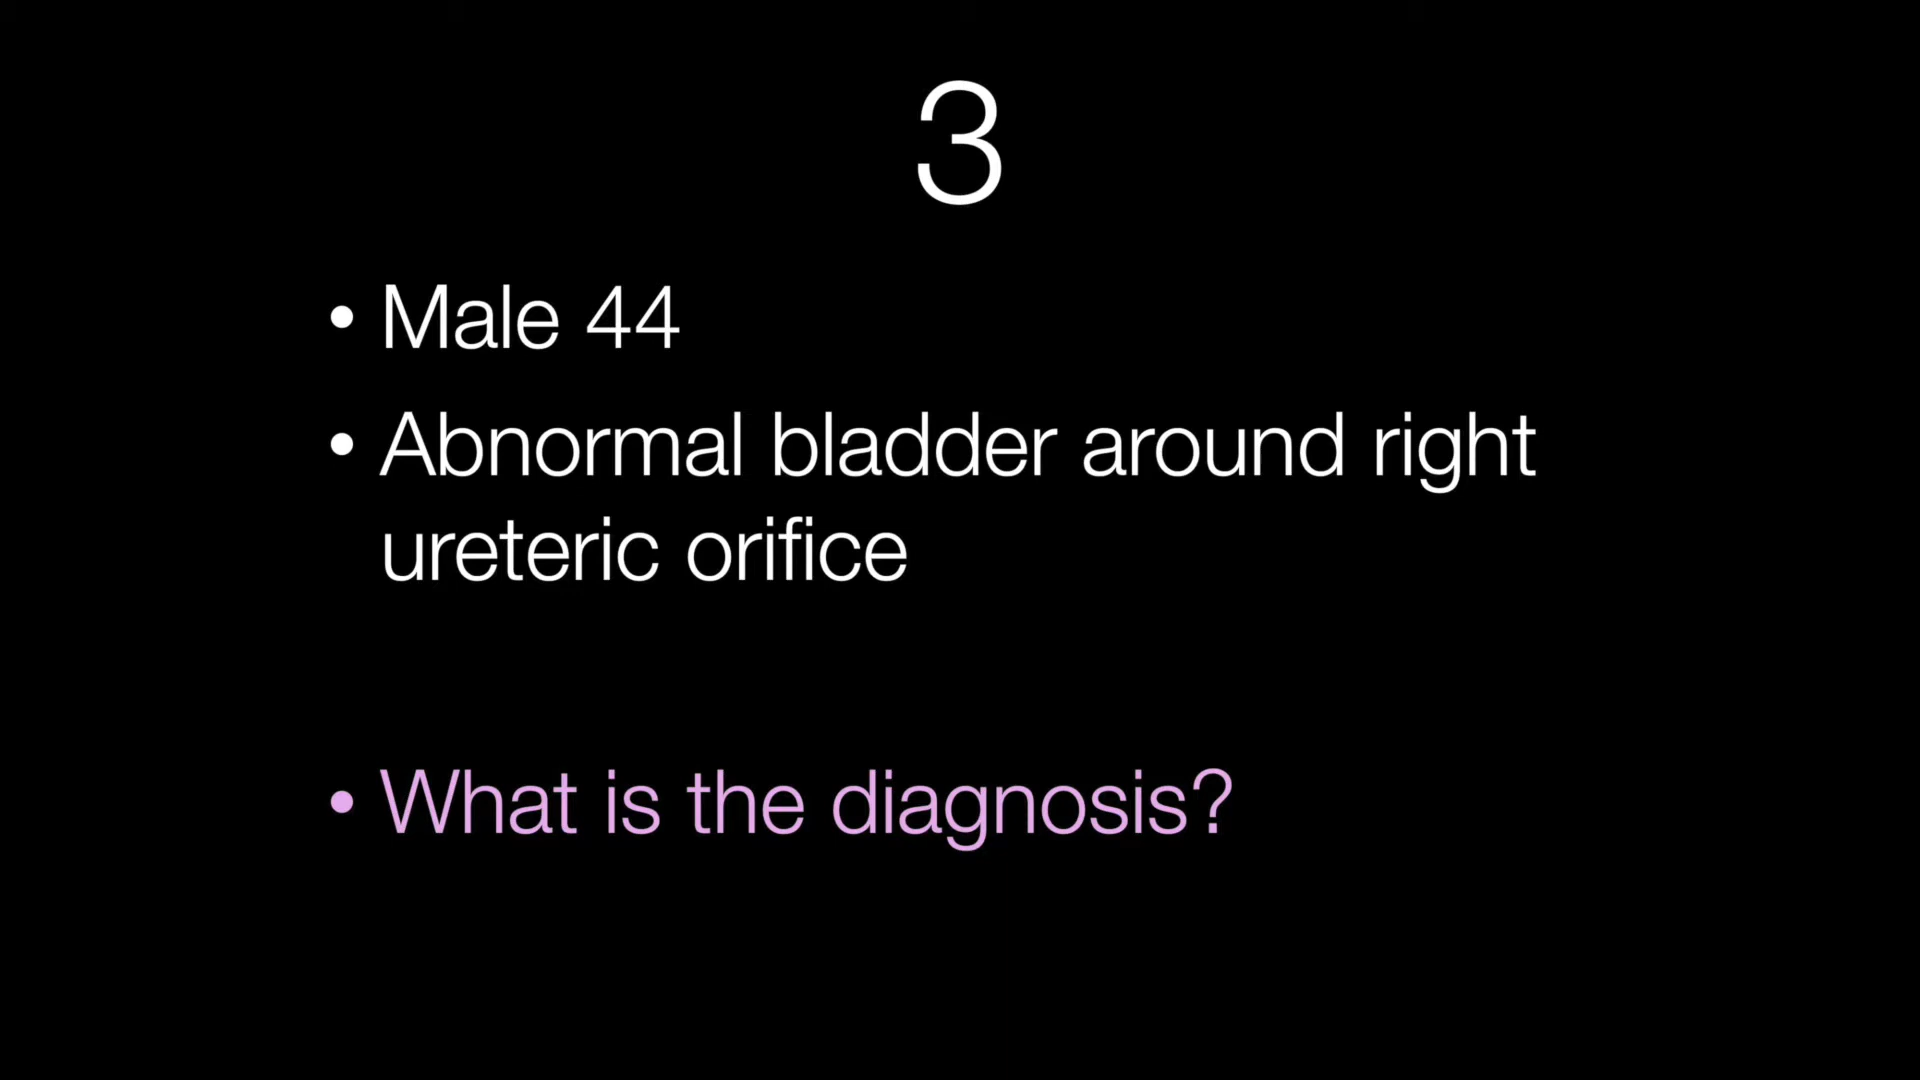 3
• Male 44
• Abnormal bladder around right
ureteric orifice
• What is the diagnosis?